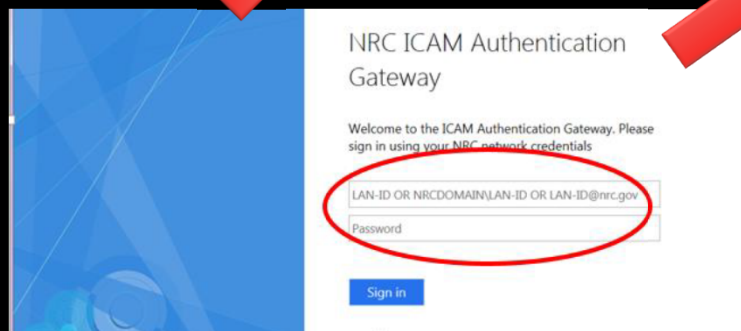 NRC ICAM Authentication
Gateway
Welcome to the ICAM Authentication Gateway. Please
sign in using your NRC network credentials
LAN-ID OR NRCDOMAIN\LAN-ID OR LAN-ID@nrc.gov
Password
Sign in